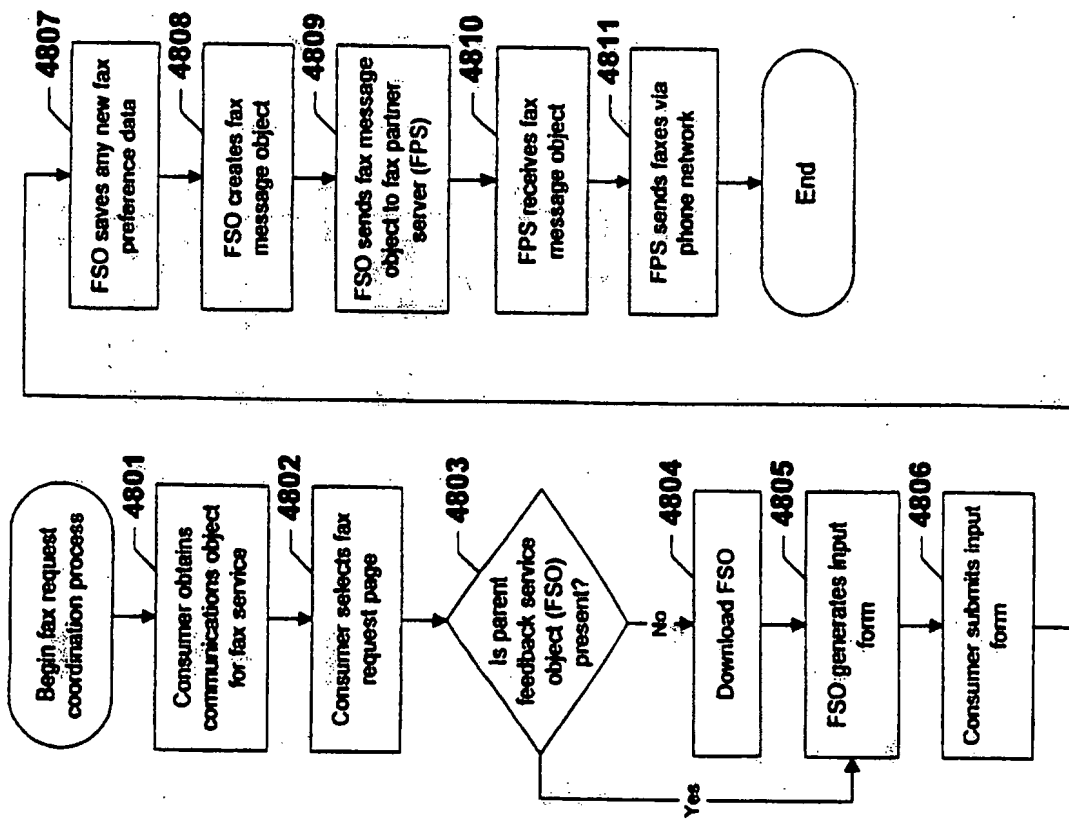 Begin fax request
coordination process
4801
Consumer obtains
communications object
for fax service
4802
Consumer selects fax
request page
4803
Is parent
feedback service
object (FSO)
present?
No
Yes
4804
Download FSO
4805
FSO generates input
form
4806
Consumer submits input
form
4807
FSO saves any new fax
preference data
4808
FSO creates fax
message object
4809
FSO sends fax message
object to fax partner
server (FPS)
4810
FPS receives fax
message object
4811
FPS sends faxes via
phone network
End